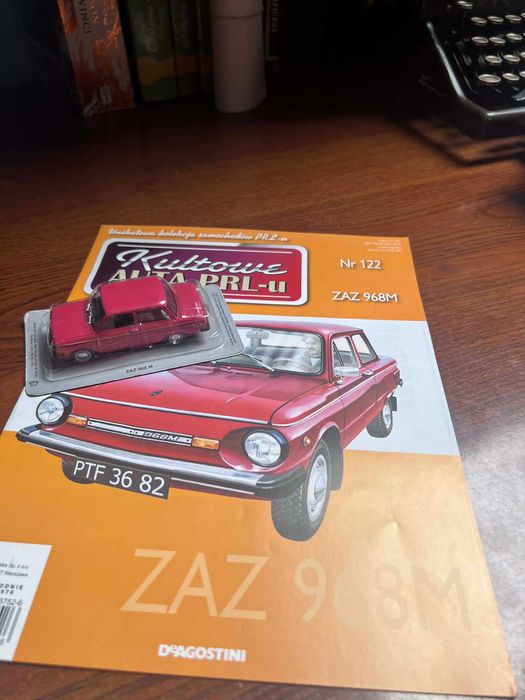 VINCI
Unikatowa kolekcja samochodów PRL-u
Kultowe
AUTA PRL-u
Nr 122
ZAZ 968M
ZAZ 968 M
968M
PTF 36 82
ZAZ 968M
DeAGOSTINI